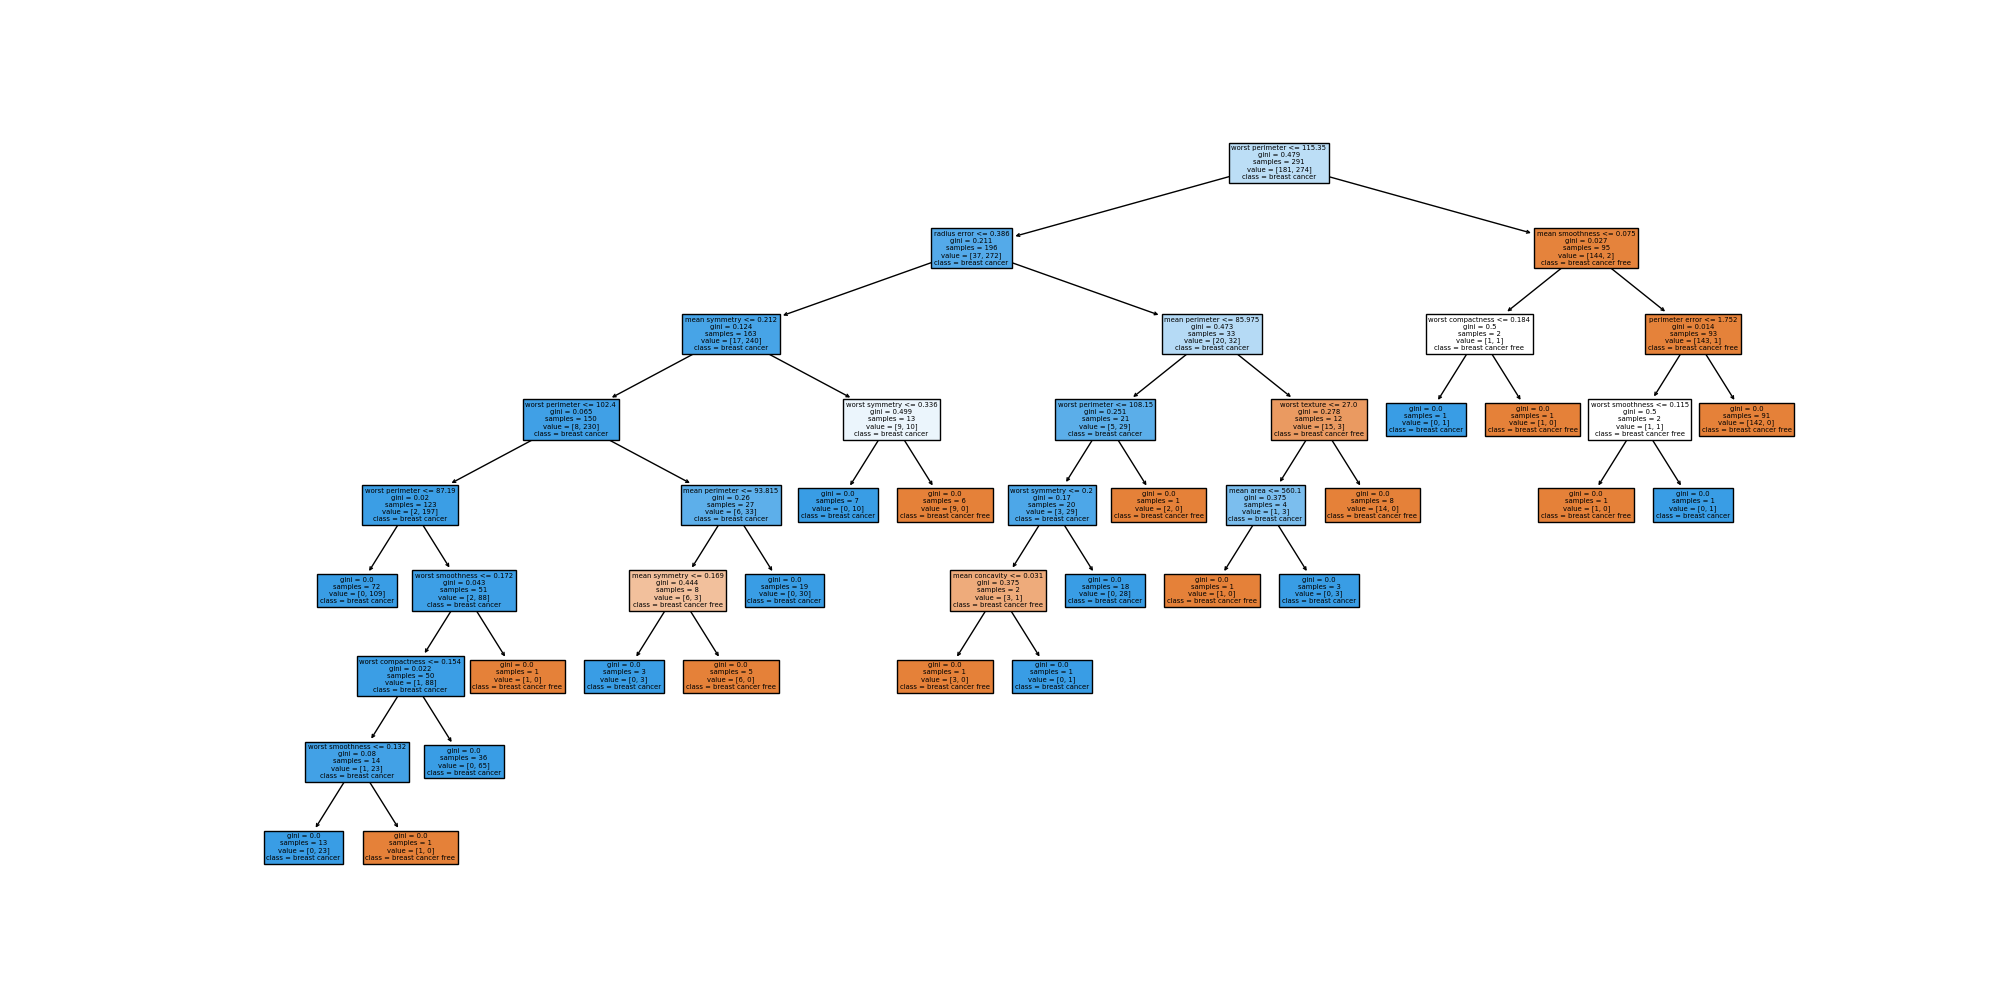 worst perimeter <= 115.35
gini = 0.479
samples = 291
value = [181, 274]
class = breast cancer
radius error <= 0.386
gini = 0.211
samples = 196
value = [37, 272]
class = breast cancer
mean smoothness <= 0.075
gini = 0.027
samples = 95
value = [144, 2]
class = breast cancer free
mean symmetry <= 0.212
gini = 0.124
samples = 163
value = [17, 240]
class = breast cancer
mean perimeter <= 85.975
gini = 0.473
samples = 33
value = [20, 32]
class = breast cancer
worst compactness <= 0.184
gini = 0.5
samples = 2
value = [1, 1]
class = breast cancer free
perimeter error <= 1.752
gini = 0.014
samples = 93
value = [143, 1]
class = breast cancer free
worst perimeter <= 102.4
gini = 0.065
samples = 150
value = [8, 230]
class = breast cancer
worst symmetry <= 0.336
gini = 0.499
samples = 13
value = [9, 10]
class = breast cancer
worst perimeter <= 108.15
gini = 0.251
samples = 21
value = [5, 29]
class = breast cancer
worst texture <= 27.0
gini = 0.278
samples = 12
value = [15, 3]
class = breast cancer free
gini = 0.0
samples = 1
value = [0, 1]
class = breast cancer
gini = 0.0
samples = 1
value = [1, 0]
class = breast cancer free
worst smoothness <= 0.115
gini = 0.5
samples = 2
value = [1, 1]
class = breast cancer free
gini = 0.0
samples = 91
value = [142, 0]
class = breast cancer free
worst perimeter <= 87.19
gini = 0.02
samples = 123
value = [2, 197]
class = breast cancer
mean perimeter <= 93.815
gini = 0.26
samples = 27
value = [6, 33]
class = breast cancer
gini = 0.0
samples = 7
value = [0, 10]
class = breast cancer
gini = 0.0
samples = 6
value = [9, 0]
class = breast cancer free
worst symmetry <= 0.2
gini = 0.17
samples = 20
value = [3, 29]
class = breast cancer
gini = 0.0
samples = 1
value = [2, 0]
class = breast cancer free
mean area <= 560.1
gini = 0.375
samples = 4
value = [1, 3]
class = breast cancer
gini = 0.0
samples = 8
value = [14, 0]
class = breast cancer free
gini = 0.0
samples = 1
value = [1, 0]
class = breast cancer free
gini = 0.0
samples = 1
value = [0, 1]
class = breast cancer
gini = 0.0
samples = 72
value = [0, 109]
class = breast cancer
worst smoothness <= 0.172
gini = 0.043
samples = 51
value = [2, 88]
class = breast cancer
mean symmetry <= 0.169
gini = 0.444
samples = 8
value = [6, 3]
class = breast cancer free
gini = 0.0
samples = 19
value = [0, 30]
class = breast cancer
mean concavity <= 0.031
gini = 0.375
samples = 2
value = [3, 1]
class = breast cancer free
gini = 0.0
samples = 18
value = [0, 28]
class = breast cancer
gini = 0.0
samples = 1
value = [1, 0]
class = breast cancer free
gini = 0.0
samples = 3
value = [0, 3]
class = breast cancer
worst compactness <= 0.154
gini = 0.022
samples = 50
value = [1, 88]
class = breast cancer
gini = 0.0
samples = 1
value = [1, 0]
class = breast cancer free
gini = 0.0
samples = 3
value = [0, 3]
class = breast cancer
gini = 0.0
samples = 5
value = [6, 0]
class = breast cancer free
gini = 0.0
samples = 1
value = [3, 0]
class = breast cancer free
gini = 0.0
samples = 1
value = [0, 1]
class = breast cancer
worst smoothness <= 0.132
gini = 0.08
samples = 14
value = [1, 23]
class = breast cancer
gini = 0.0
samples = 36
value = [0, 65]
class = breast cancer
gini = 0.0
samples = 13
value = [0, 23]
class = breast cancer
gini = 0.0
samples = 1
value = [1, 0]
class = breast cancer free